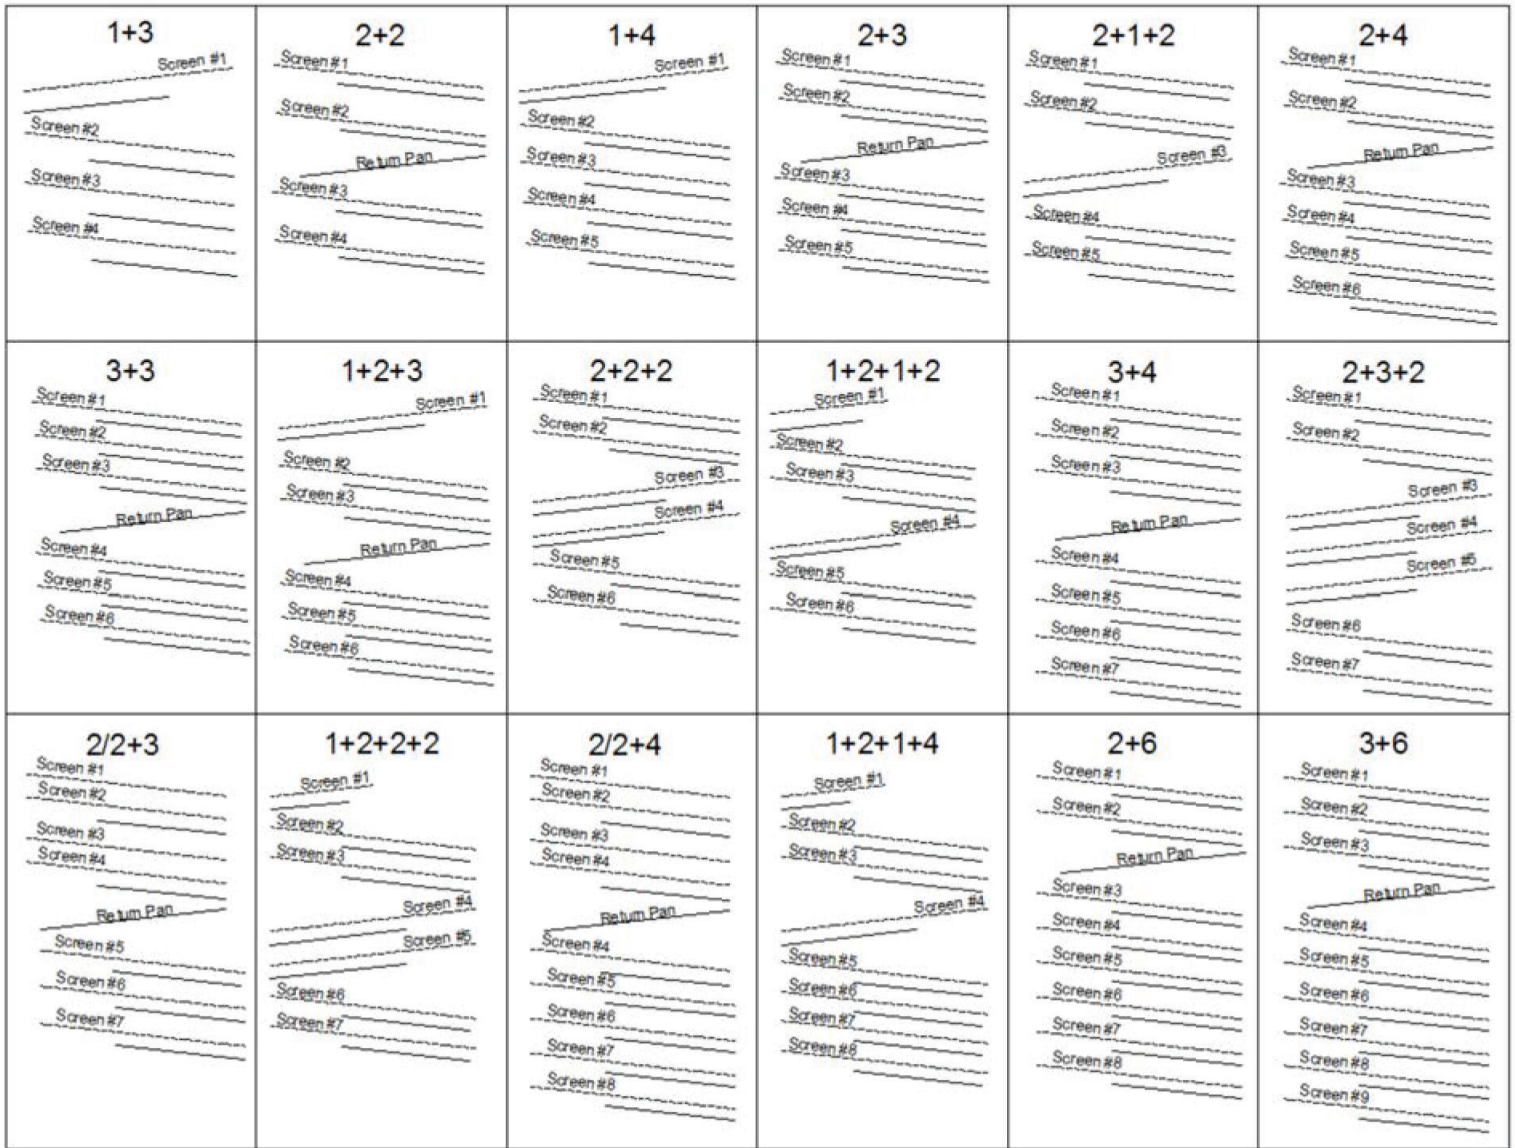 1+3
Screen #1
Screen #2
Screen #3
Screen #4
2+2
Screen #1
Screen #2
Return Pan
Screen #3
Screen #4
1+4
Screen #1
Screen #2
Screen #3
Screen #4
Screen #5
2+3
Screen #1
Screen #2
Return Pan
Screen #3
Screen #4
Screen #5
2+1+2
Screen #1
Screen #2
Screen #3
Screen #4
Screen #5
2+4
Screen #1
Screen #2
Return Pan
Screen #3
Screen #4
Screen #5
Screen #6
3+3
Screen #1
Screen #2
Screen #3
Return Pan
Screen #4
Screen #5
Screen #6
1+2+3
Screen #1
Screen #2
Screen #3
Return Pan
Screen #4
Screen #5
Screen #6
2+2+2
Screen #1
Screen #2
Screen #3
Screen #4
Screen #5
Screen #6
1+2+1+2
Screen #1
Screen #2
Screen #3
Screen #4
Screen #5
Screen #6
3+4
Screen #1
Screen #2
Screen #3
Return Pan
Screen #4
Screen #5
Screen #6
Screen #7
2+3+2
Screen #1
Screen #2
Screen #3
Screen #4
Screen #5
Screen #6
Screen #7
2/2+3
Screen #1
Screen #2
Screen #3
Screen #4
Return Pan
Screen #5
Screen #6
Screen #7
1+2+2+2
Screen #1
Screen #2
Screen #3
Screen #4
Screen #5
Screen #6
Screen #7
2/2+4
Screen #1
Screen #2
Screen #3
Screen #4
Return Pan
Screen #4
Screen #5
Screen #6
Screen #7
Screen #8
1+2+1+4
Screen #1
Screen #2
Screen #3
Screen #4
Screen #5
Screen #6
Screen #7
Screen #8
2+6
Screen #1
Screen #2
Return Pan
Screen #3
Screen #4
Screen #5
Screen #6
Screen #7
Screen #8
3+6
Screen #1
Screen #2
Screen #3
Return Pan
Screen #4
Screen #5
Screen #6
Screen #7
Screen #8
Screen #9